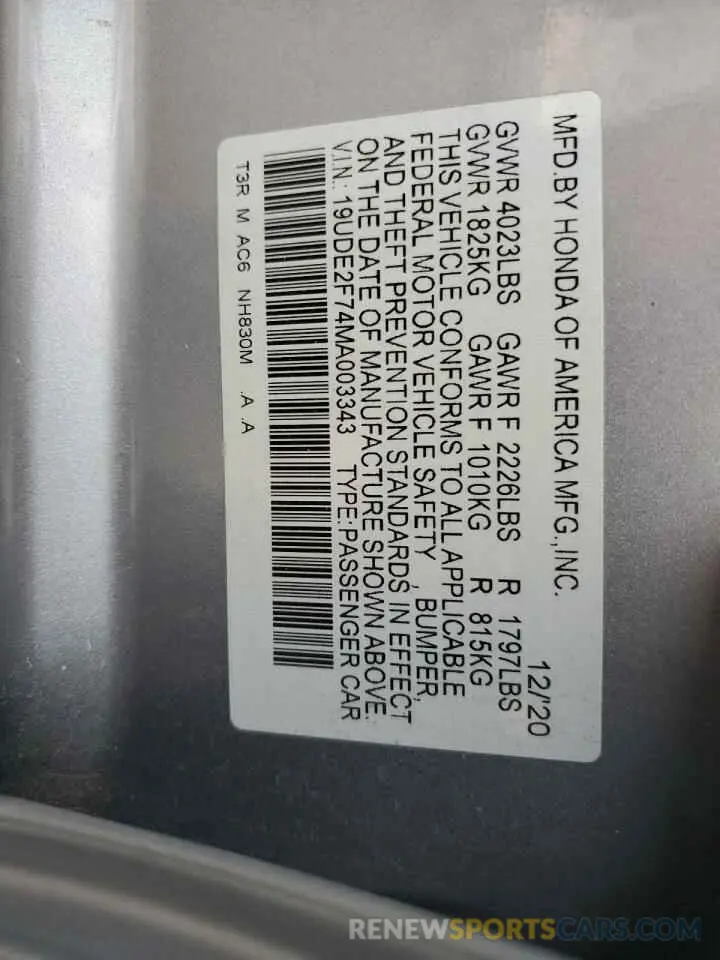 MFD.BY HONDA OF AMERICA MFG.,INC.
12/'20
GVWR 4023LBS GAWR F 2226LBS R 1797LBS
GVWR 1825KG GAWR F 1010KG R 815KG
THIS VEHICLE CONFORMS TO ALL APPLICABLE
FEDERAL MOTOR VEHICLE SAFETY , BUMPER,
AND THEFT PREVENTION STANDARDS IN EFFECT
ON THE DATE OF MANUFACTURE SHOWN ABOVE.
V.I.N.: 19UDE2F74MA003343 TYPE:PASSENGER CAR
T3R M AC6 NH830M .A .A
RENEWSPORTSCARS.COM